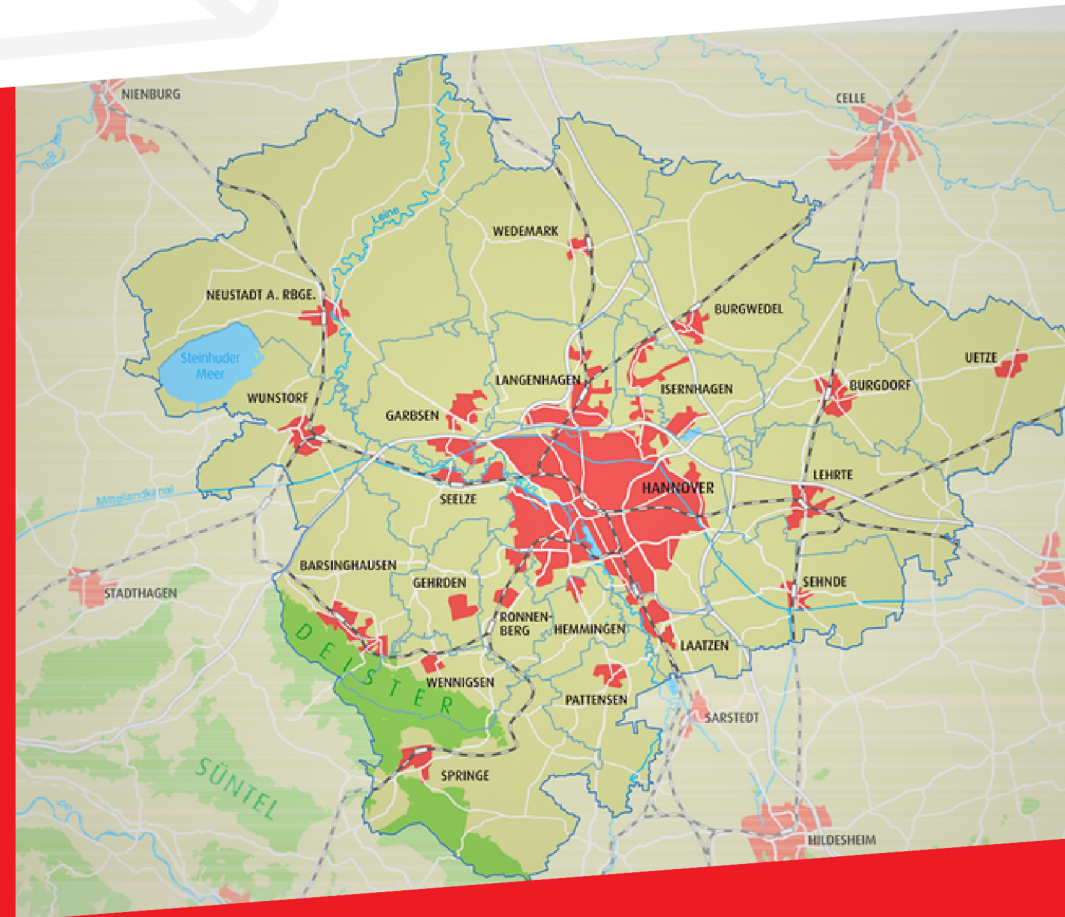 NIENBURG
CELLE
Leine
WEDEMARK
NEUSTADT A. RBGE.
BURGWEDEL
Steinhuder
Meer
UETZE
LANGENHAGEN
ISERNHAGEN
BURGDORF
WUNSTORF
GARBSEN
LEHRTE
HANNOVER
Mittellandkanal
SEELZE
BARSINGHAUSEN
GEHRDEN
SEHNDE
STADTHAGEN
RONNEN-
BERG
HEMMINGEN
DEISTER
LAATZEN
WENNIGSEN
PATTENSEN
SARSTEDT
SÜNTEL
SPRINGE
HILDESHEIM